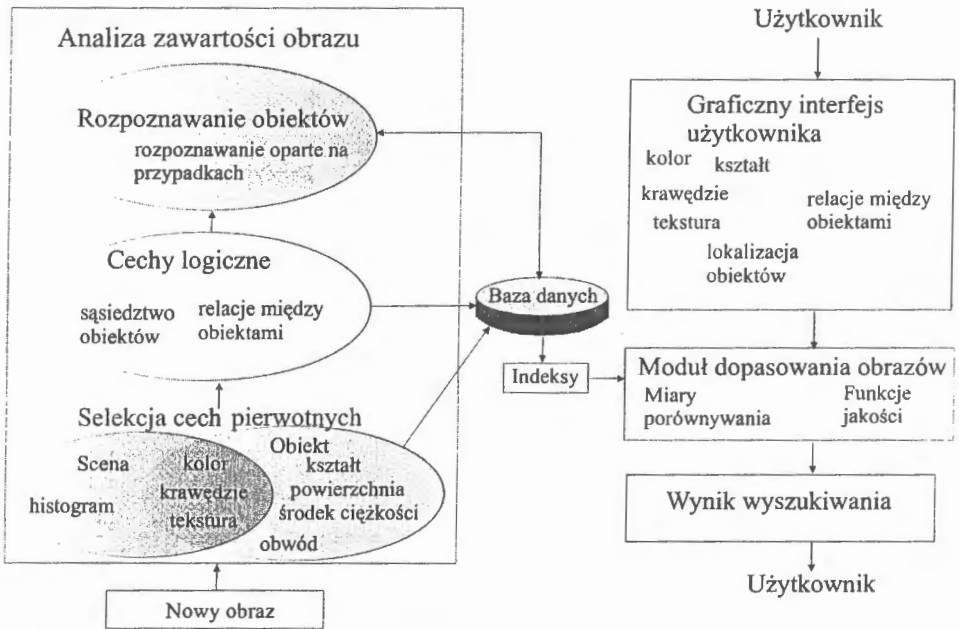 Analiza zawartości obrazu
Rozpoznawanie obiektów
rozpoznawanie oparte na
przypadkach
Cechy logiczne
sąsiedztwo
obiektów
relacje między
obiektami
Selekcja cech pierwotnych
Scena
histogram
kolor
krawędzie
tekstura
Obiekt
kształt
powierzchnia
środek ciężkości
obwód
Nowy obraz
Baza danych
Indeksy
Użytkownik
Graficzny interfejs
użytkownika
kolor
kształt
krawędzie
tekstura
relacje między
obiektami
lokalizacja
obiektów
Moduł dopasowania obrazów
Miary
porównywania
Funkcje
jakości
Wynik wyszukiwania
Użytkownik